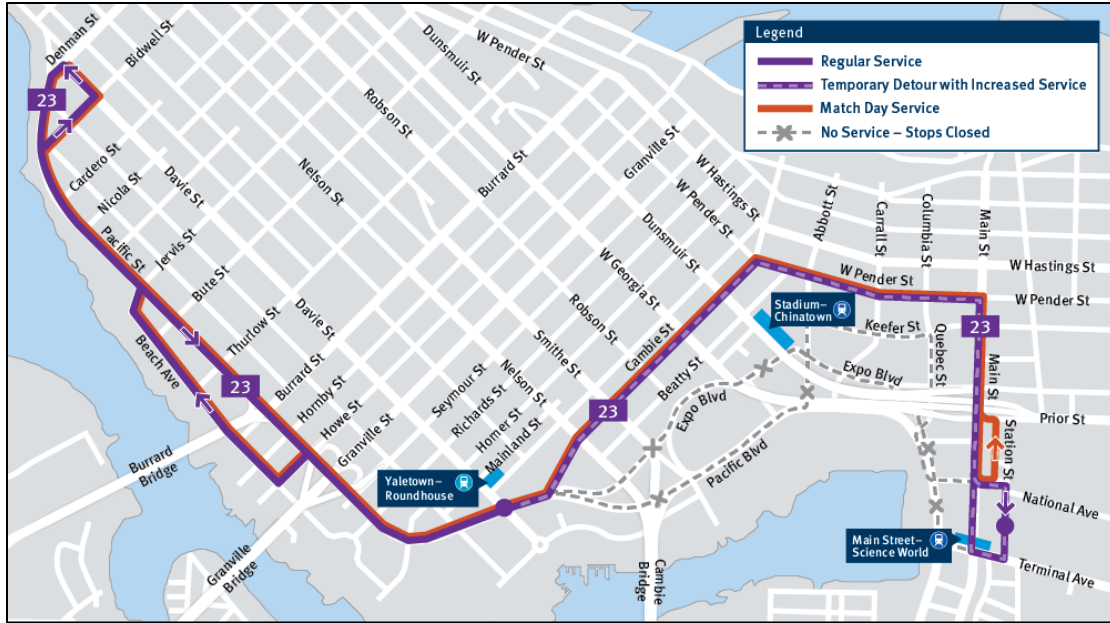 Legend
Regular Service
Temporary Detour with Increased Service
Match Day Service
No Service – Stops Closed
Denman St
Bidwell St
Dunsmuir St
W Pender St
23
Robson St
Granville St
W Hastings St
W Pender St
Abbott St
Carrall St
Columbia St
Main St
Cardero St
Nicola St
Davie St
Nelson St
Burrard St
Dunsmuir St
W Georgia St
Pacific St
Jervis St
Bute St
W Pender St
W Hastings St
W Pender St
Stadium–
Chinatown
Keefer St
23
Robson St
Cambie St
Quebec St
Main St
Thurlow St
Davie St
Smithe St
Beach Ave
Burrard St
Seymour St
Nelson St
Beatty St
Expo Blvd
23
Hornby St
Richards St
23
Expo Blvd
Prior St
Howe St
Homer St
Station St
Granville St
Mainland St
Pacific Blvd
Burrard
Bridge
Yaletown–
Roundhouse
National Ave
Main Street–
Science World
Granville
Bridge
Cambie
Bridge
Terminal Ave